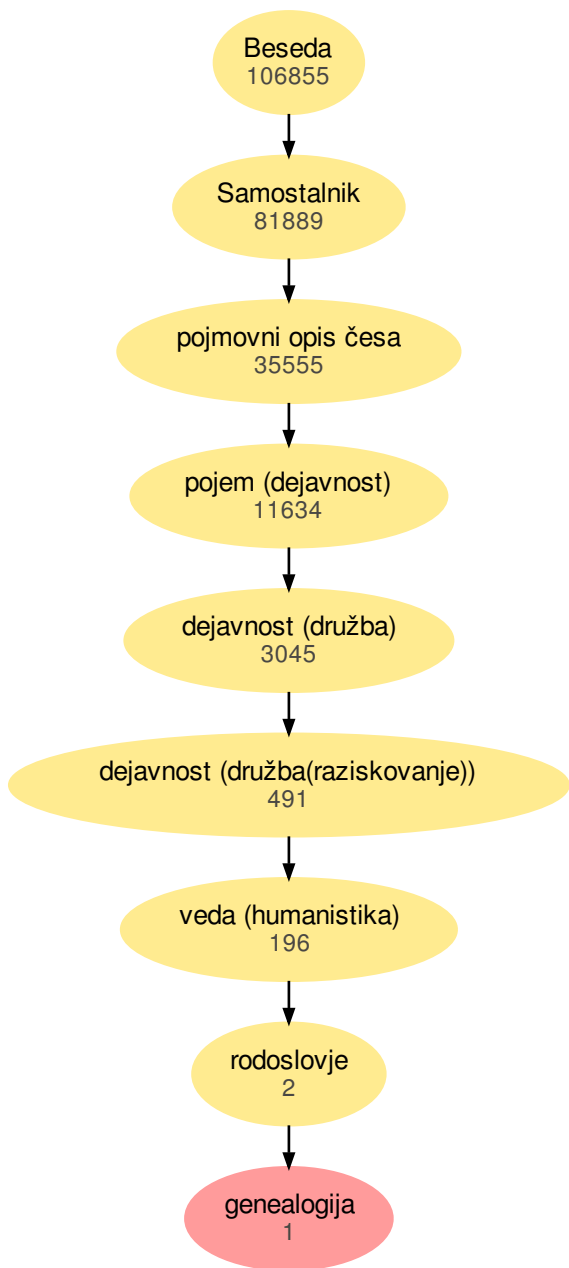 Beseda
106855
Samostalnik
81889
pojmovni opis česa
35555
pojem (dejavnost)
11634
dejavnost (družba)
3045
dejavnost (družba(raziskovanje))
491
veda (humanistika)
196
rodoslovje
2
genealogija
1